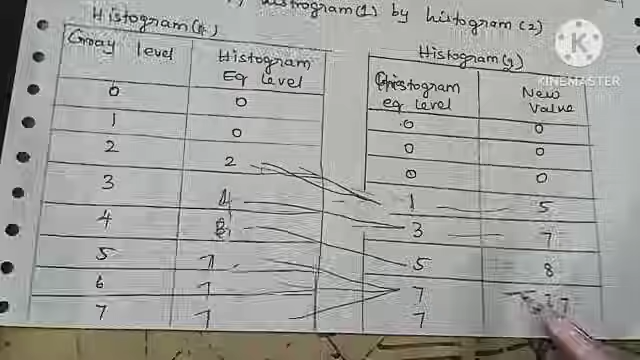 histrogram(1) by histogram (2)
Histogram(1)
Histogram(2)
Gray level
Histogram
Eq level
Histogram
eq level
New
Value
KINEMASTER
0 0
0 0
1 0
0 0
2 2
0 0
3 4
1 5
4
3 7
5 7
5 8
6 7
7
7 7
7